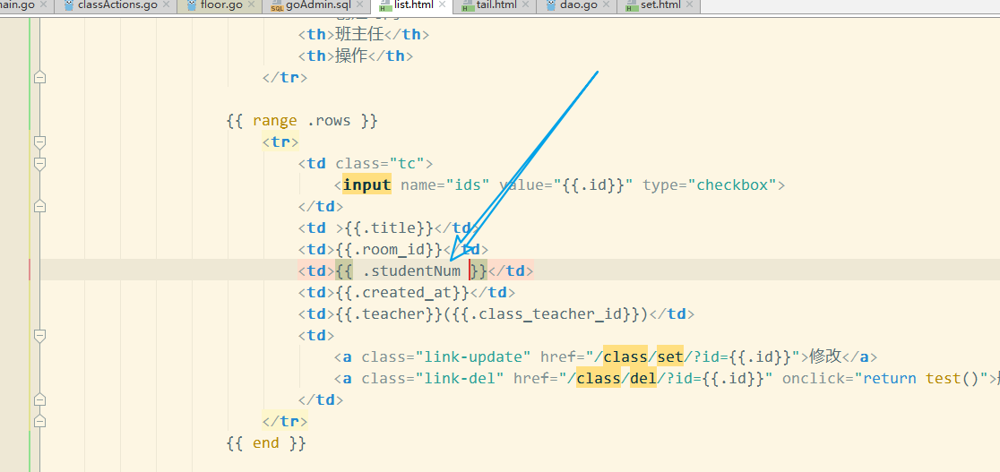 main.go classActions.go floor.go goAdmin.sql list.html tail.html dao.go set.html
<th>班主任</th>
<th>操作</th>
</tr>
{{ range .rows }}
<tr>
<td class="tc">
<input name="ids" value="{{.id}}" type="checkbox">
</td>
<td >{{.title}}</td>
<td>{{.room_id}}</td>
<td>{{ .studentNum }}</td>
<td>{{.created_at}}</td>
<td>{{.teacher}}({{.class_teacher_id}})</td>
<td>
<a class="link-update" href="/class/set/?id={{.id}}">修改</a>
<a class="link-del" href="/class/del/?id={{.id}}" onclick="return test()">
</td>
</tr>
{{ end }}